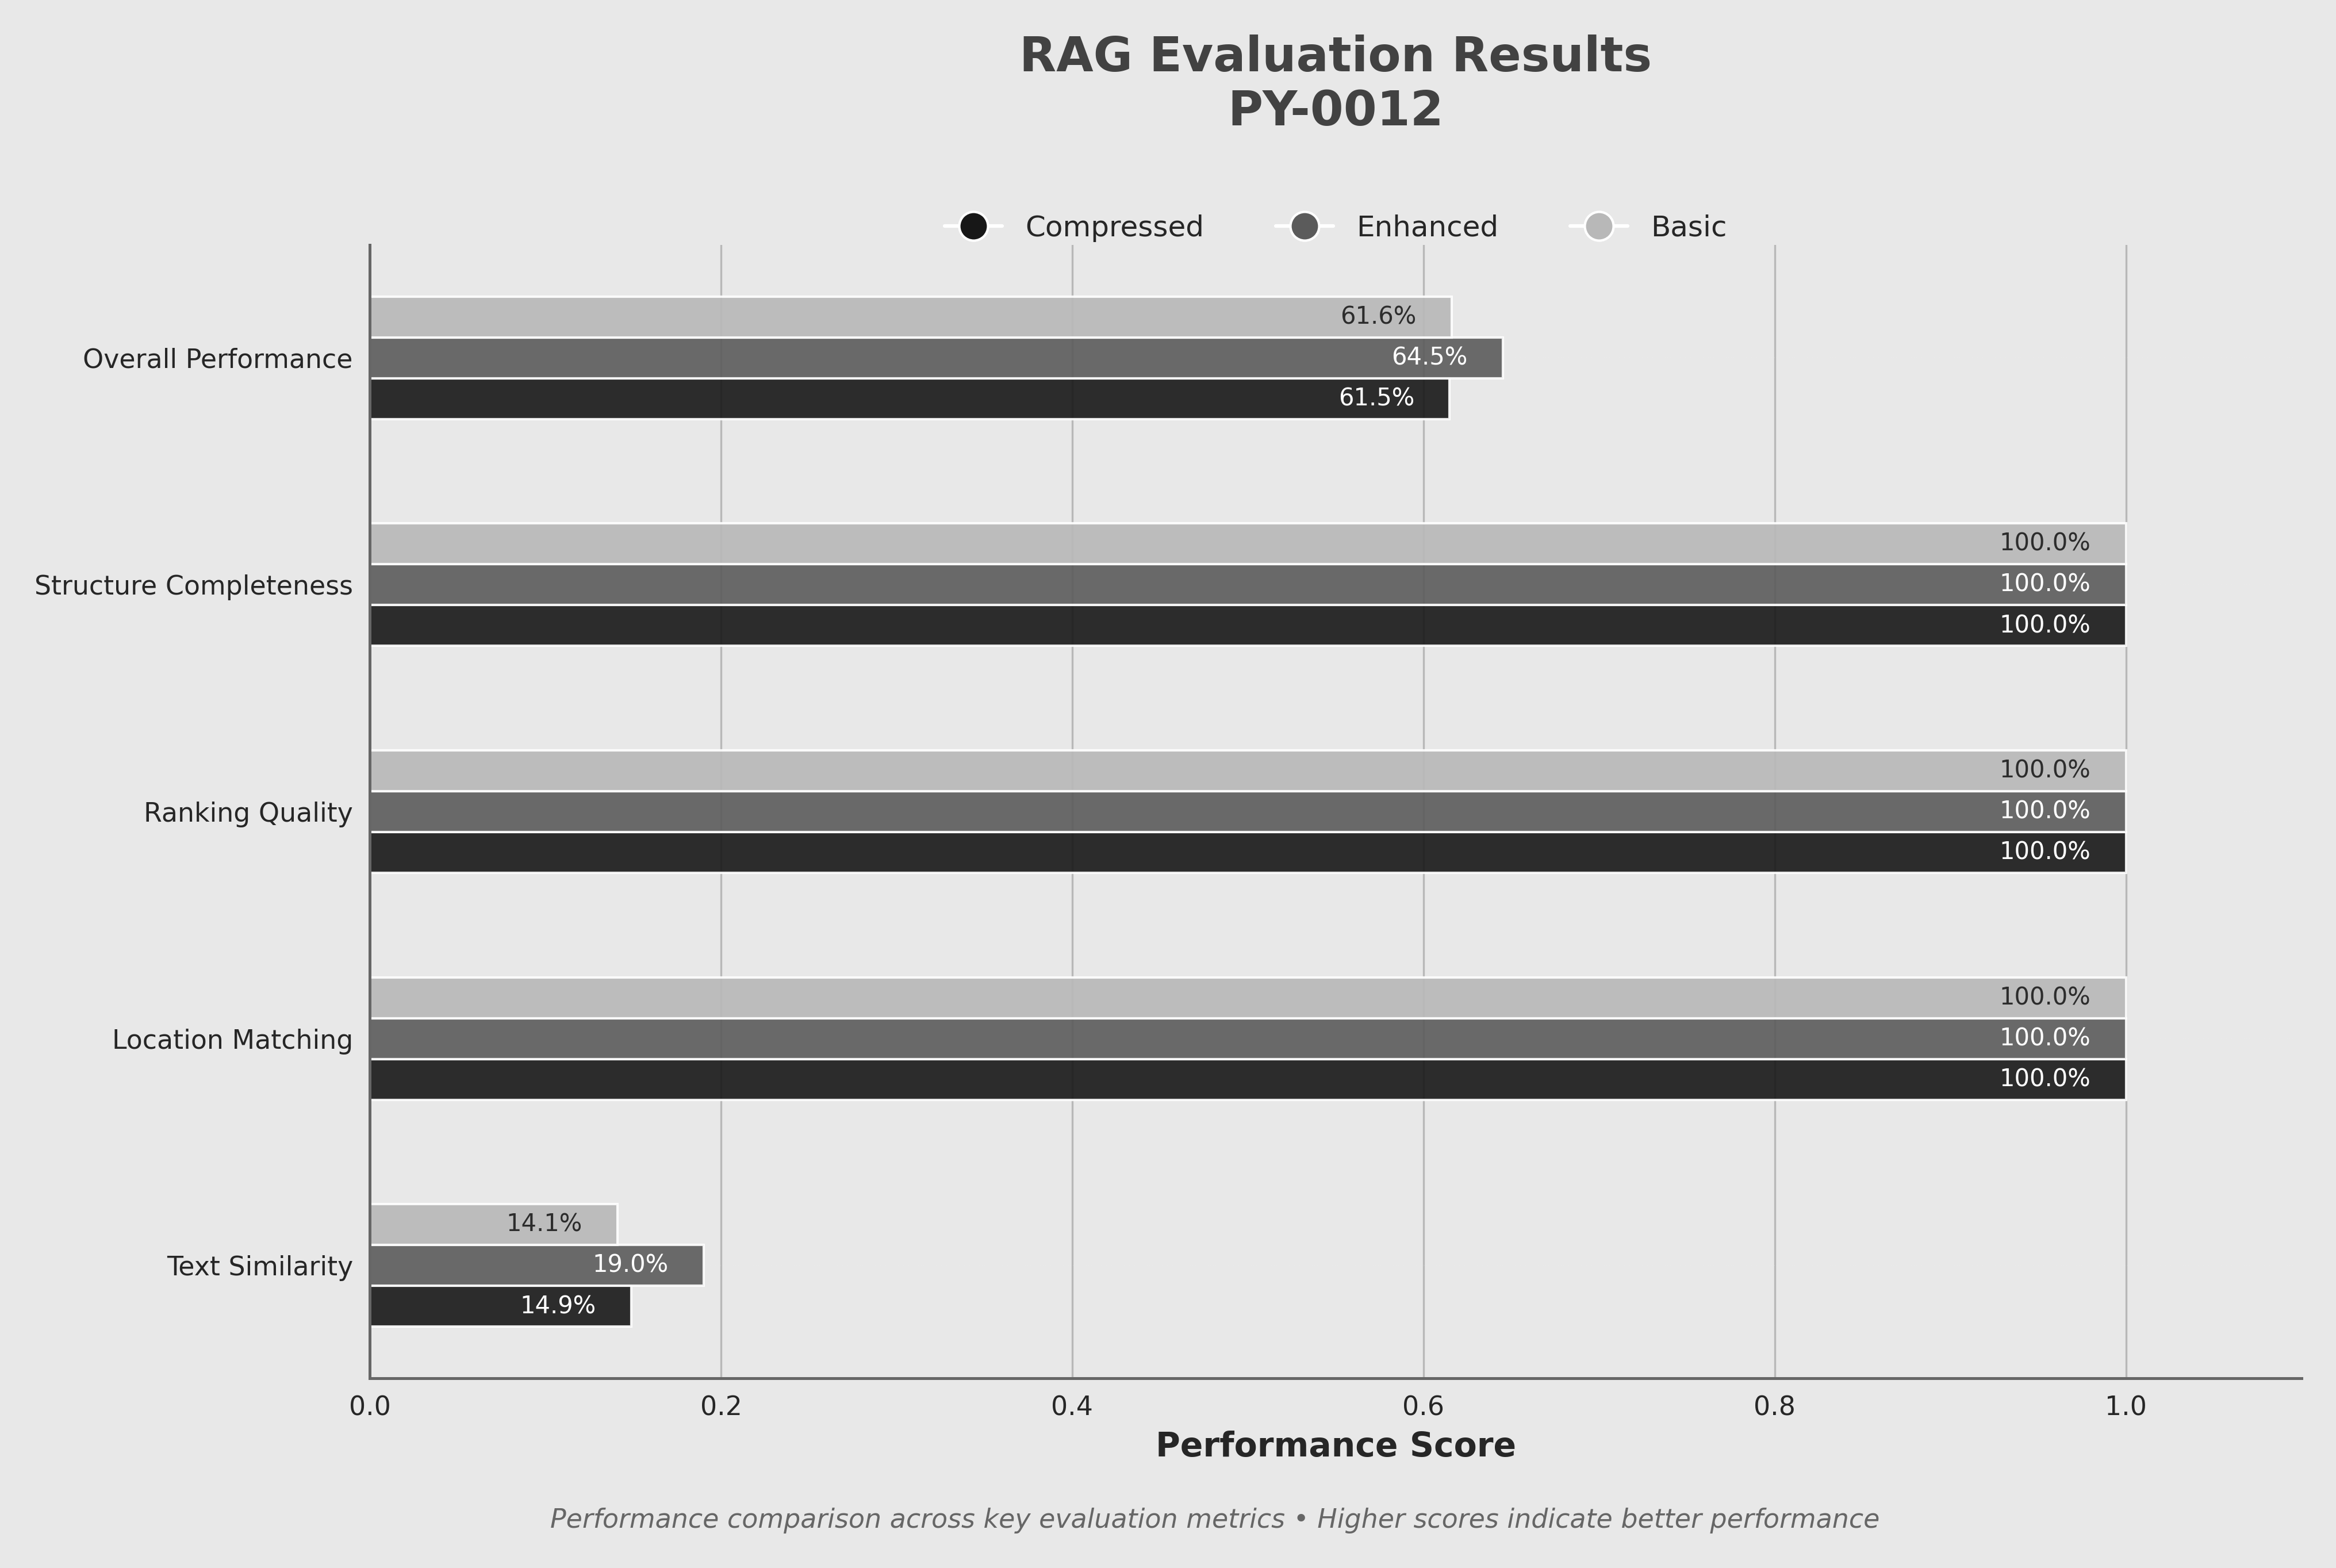 RAG Evaluation Results
PY-0012
Compressed
Enhanced
Basic
Overall Performance
61.6%
64.5%
61.5%
Structure Completeness
100.0%
100.0%
100.0%
Ranking Quality
100.0%
100.0%
100.0%
Location Matching
100.0%
100.0%
100.0%
Text Similarity
14.1%
19.0%
14.9%
0.0 0.2 0.4 0.6 0.8 1.0
Performance Score
Performance comparison across key evaluation metrics • Higher scores indicate better performance